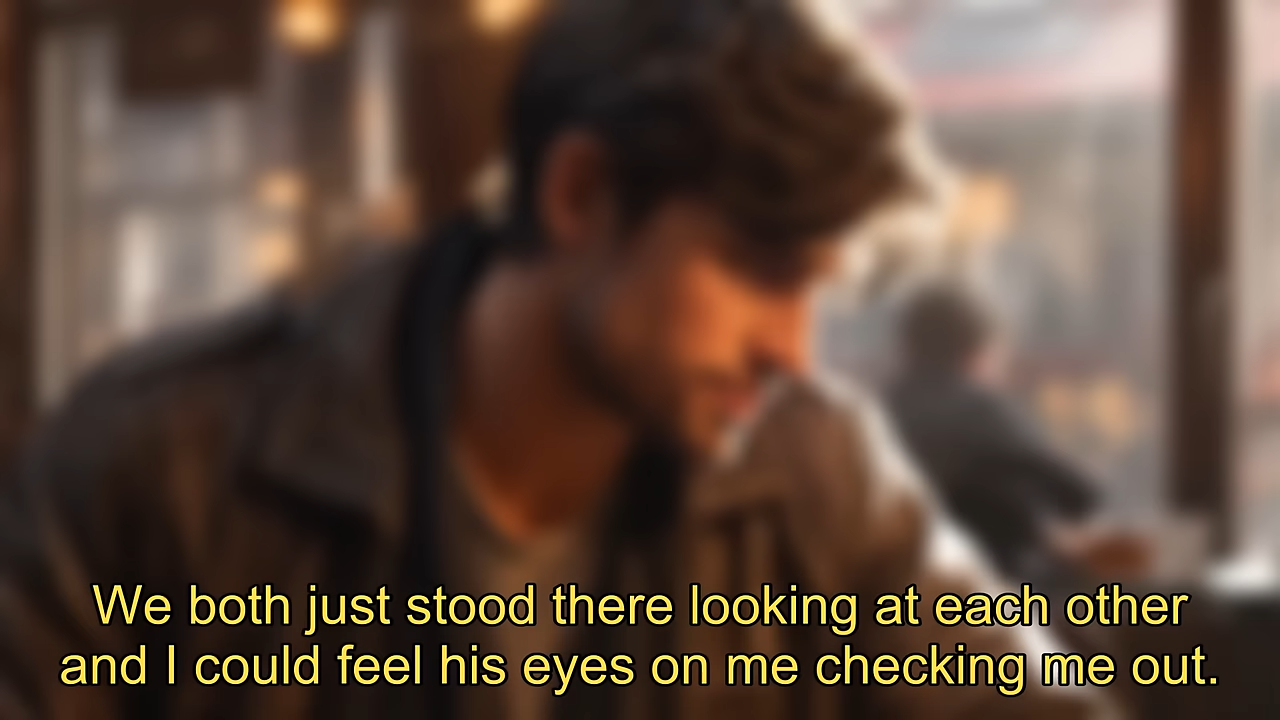 We both just stood there looking at each other
and I could feel his eyes on me checking me out.